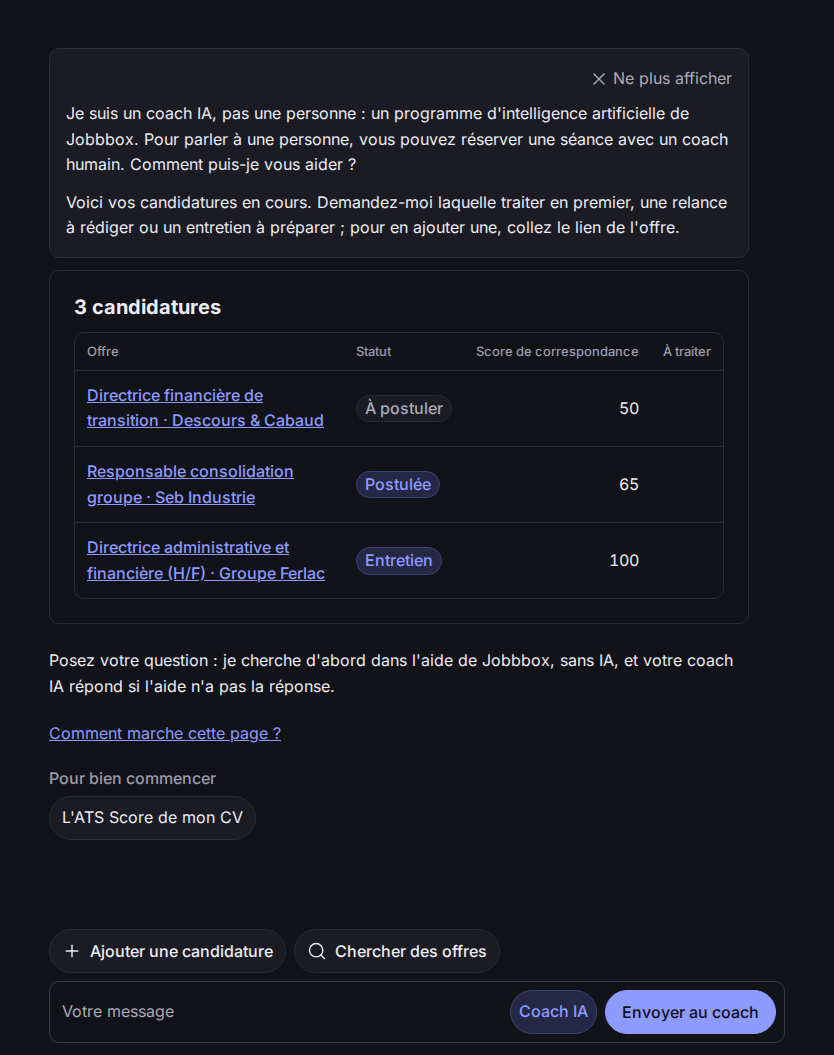 Ne plus afficher
Je suis un coach IA, pas une personne : un programme d'intelligence artificielle de
Jobbbox. Pour parler à une personne, vous pouvez réserver une séance avec un coach
humain. Comment puis-je vous aider ?
Voici vos candidatures en cours. Demandez-moi laquelle traiter en premier, une relance
à rédiger ou un entretien à préparer ; pour en ajouter une, collez le lien de l'offre.
3 candidatures
Offre Statut Score de correspondance À traiter
Directrice financière de
transition · Descours & Cabaud
À postuler
50
Responsable consolidation
groupe · Seb Industrie
Postulée
65
Directrice administrative et
financière (H/F) · Groupe Ferlac
Entretien
100
Posez votre question : je cherche d'abord dans l'aide de Jobbbox, sans IA, et votre coach
IA répond si l'aide n'a pas la réponse.
Comment marche cette page ?
Pour bien commencer
L'ATS Score de mon CV
Ajouter une candidature
Chercher des offres
Votre message
Coach IA
Envoyer au coach